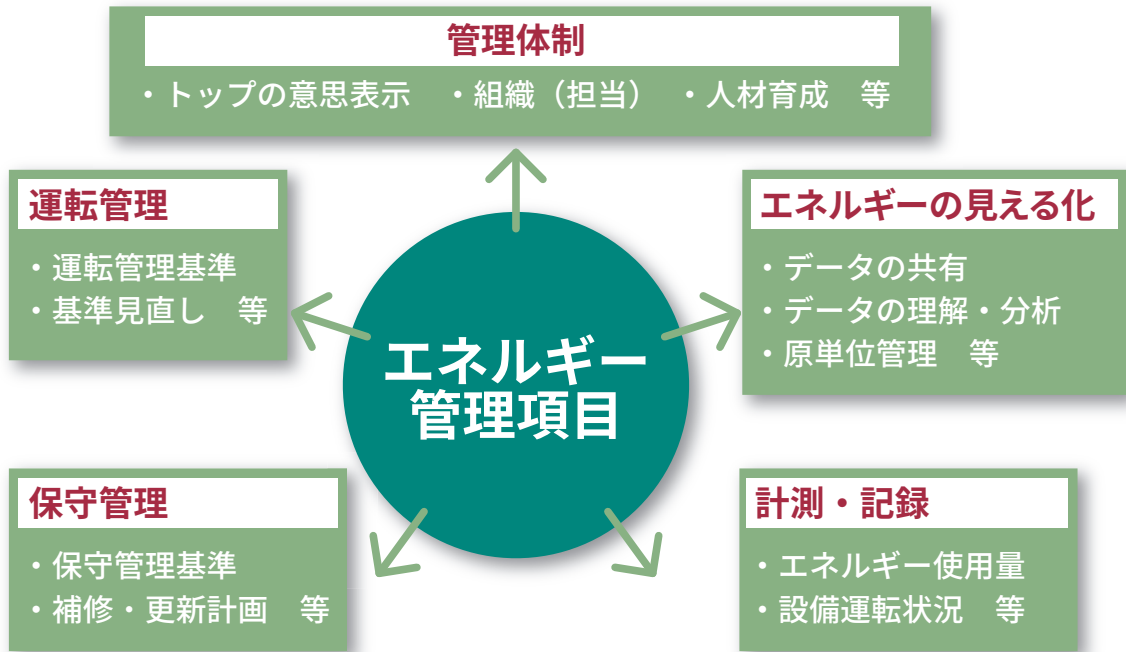 管理体制
・トップの意思表示　・組織（担当）　・人材育成　等
運転管理
・運転管理基準
・基準見直し　等
エネルギーの見える化
・データの共有
・データの理解・分析
・原単位管理　等
エネルギー
管理項目
保守管理
・保守管理基準
・補修・更新計画　等
計測・記録
・エネルギー使用量
・設備運転状況　等